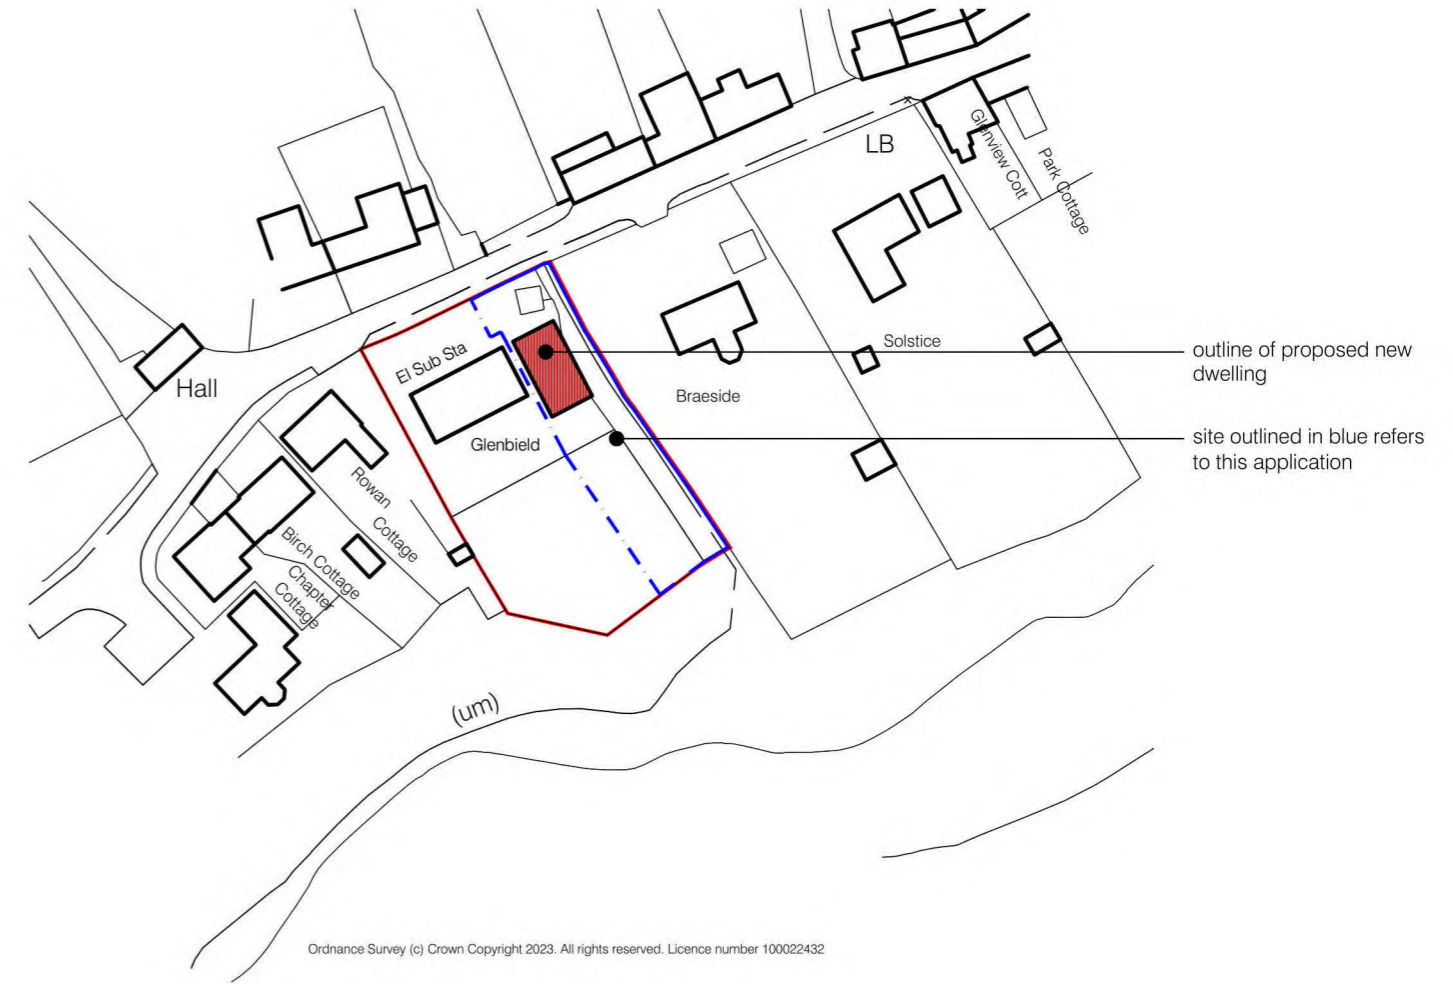 LB
Glenview Cott
Park Cottage
Solstice
El Sub Sta
outline of proposed new
dwelling
Hall
Braeside
Glenbield
site outlined in blue refers
to this application
Rowan
Cottage
Birch Cottage
Chapter
Cottage
(um)
Ordnance Survey (c) Crown Copyright 2023. All rights reserved. Licence number 100022432